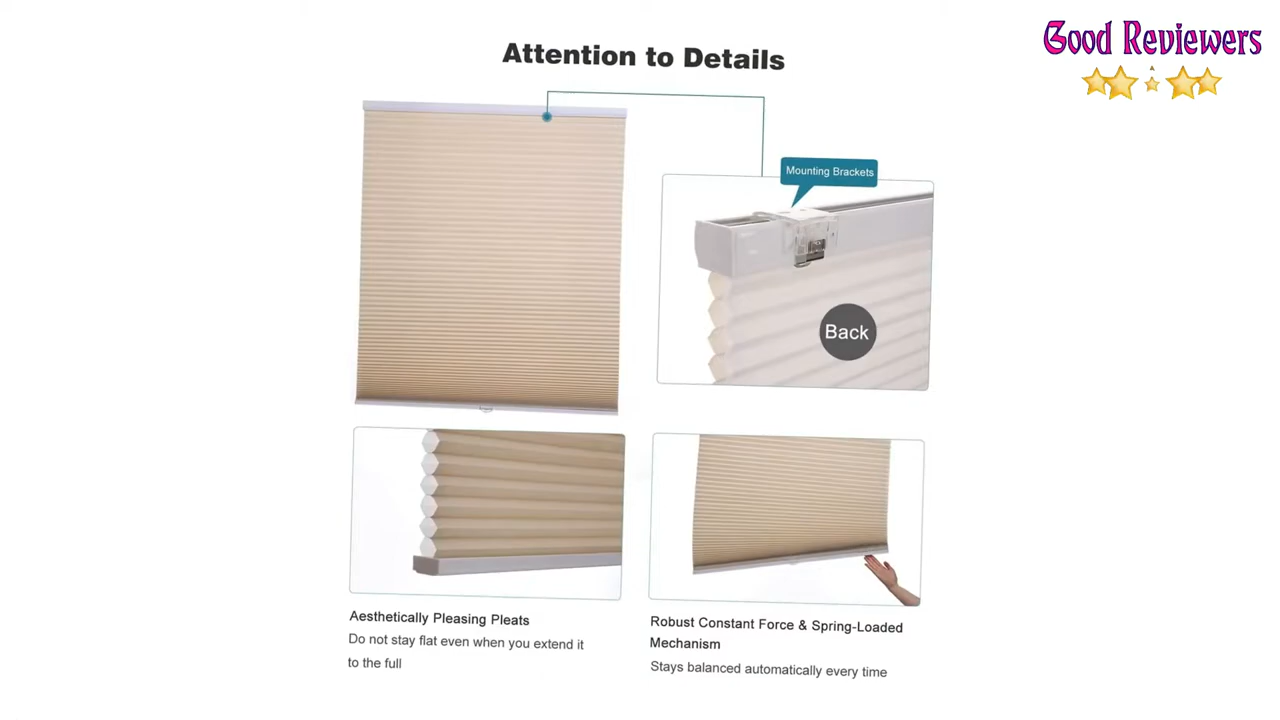 Good Reviewers
Attention to Details
Mounting Brackets
Back
Aesthetically Pleasing Pleats
Do not stay flat even when you extend it
to the full
Robust Constant Force & Spring-Loaded
Mechanism
Stays balanced automatically every time